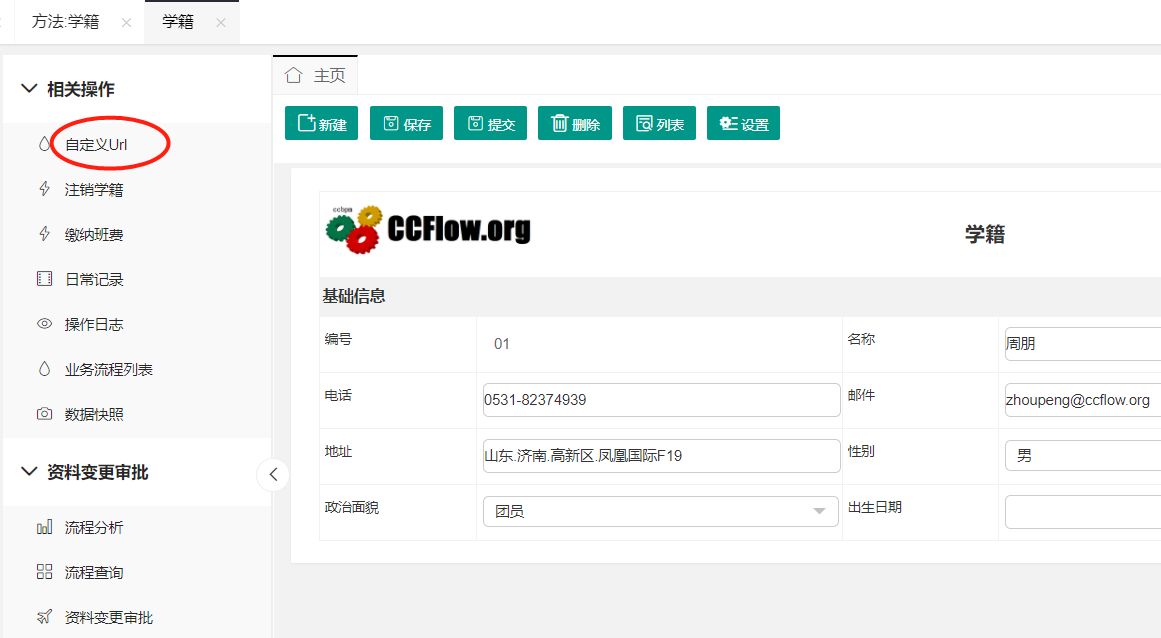 方法:学籍
学籍
相关操作
自定义Url
注销学籍
缴纳班费
日常记录
操作日志
业务流程列表
数据快照
资料变更审批
流程分析
流程查询
资料变更审批
主页
新建 保存 提交 删除 列表 设置
ccbpm
CCFlow.org
学籍
基础信息
编号 01 名称 周朋
电话 0531-82374939 邮件 zhoupeng@ccflow.org
地址 山东.济南.高新区.凤凰国际F19 性别 男
政治面貌 团员 出生日期